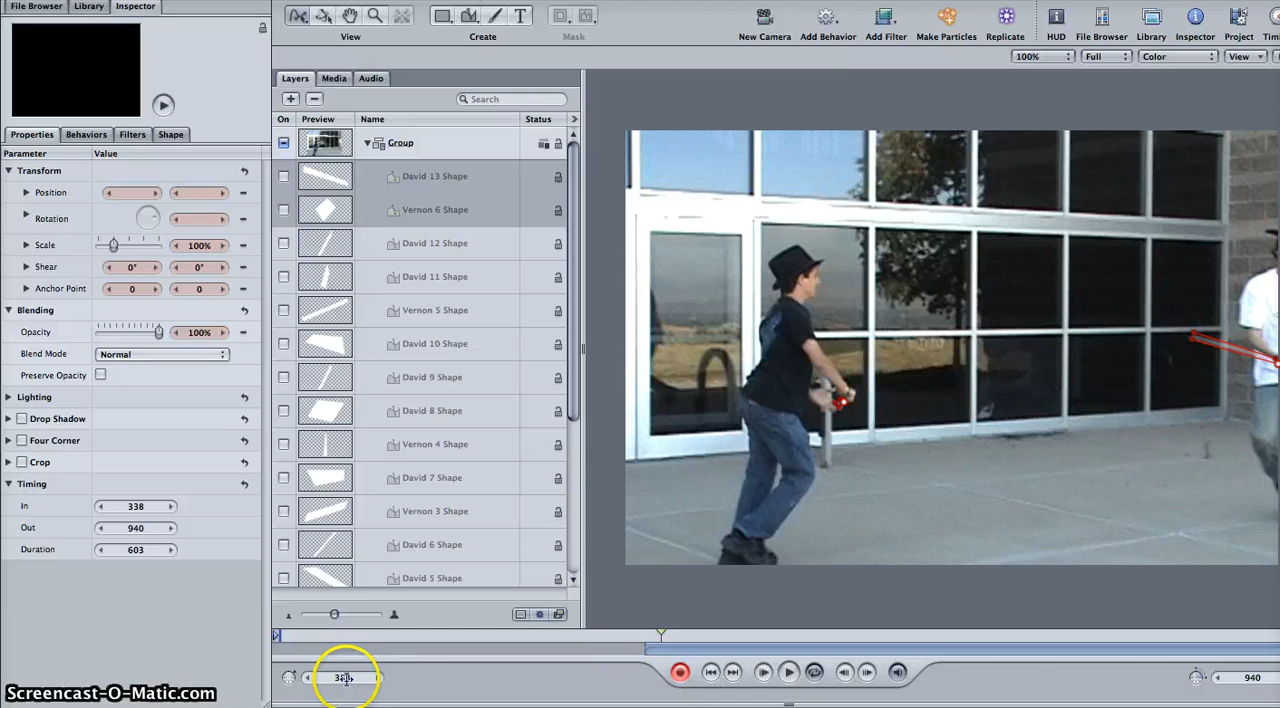 File Browser Library Inspector
View Create Mask New Camera Add Behavior Add Filter Make Particles Replicate HUD File Browser Library Inspector Project
100% Full Color View
Layers Media Audio
Search
Properties Behaviors Filters Shape
On Preview Name Status
Parameter Value
Group
Transform
David 13 Shape
Position
Vernon 6 Shape
Rotation
Scale 100% David 12 Shape
Shear 0° 0°
David 11 Shape
Anchor Point 0 0
Blending Vernon 5 Shape
Opacity 100%
David 10 Shape
Blend Mode Normal
Preserve Opacity David 9 Shape
Lighting
Drop Shadow David 8 Shape
Four Corner Vernon 4 Shape
Crop
David 7 Shape
Timing
In 338 Vernon 3 Shape
Out 940
Duration 603 David 6 Shape
David 5 Shape
940
Screencast-O-Matic.com